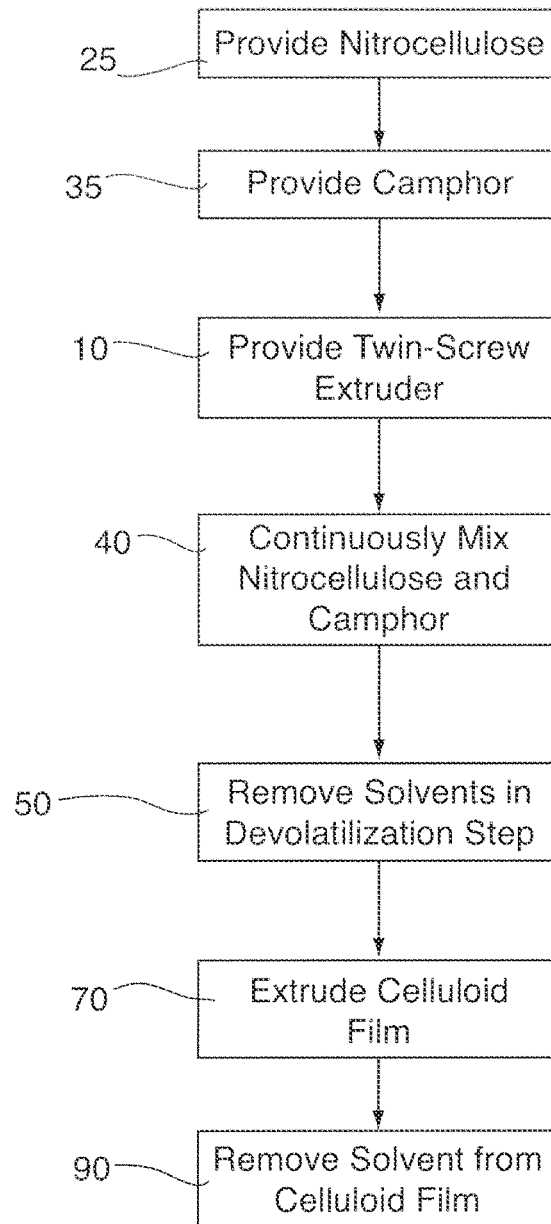 25
Provide Nitrocellulose
35
Provide Camphor
10
Provide Twin-Screw
Extruder
40
Continuously Mix
Nitrocellulose and
Camphor
50
Remove Solvents in
Devolatilization Step
70
Extrude Celluloid
Film
90
Remove Solvent from
Celluloid Film